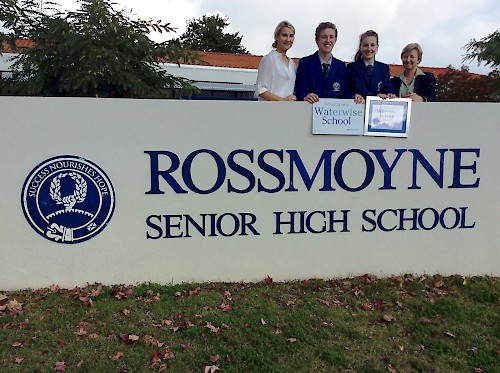 Waterwise
School
SUCCESS NOURISHES HOPE
ROSSMOYNE
SENIOR HIGH SCHOOL